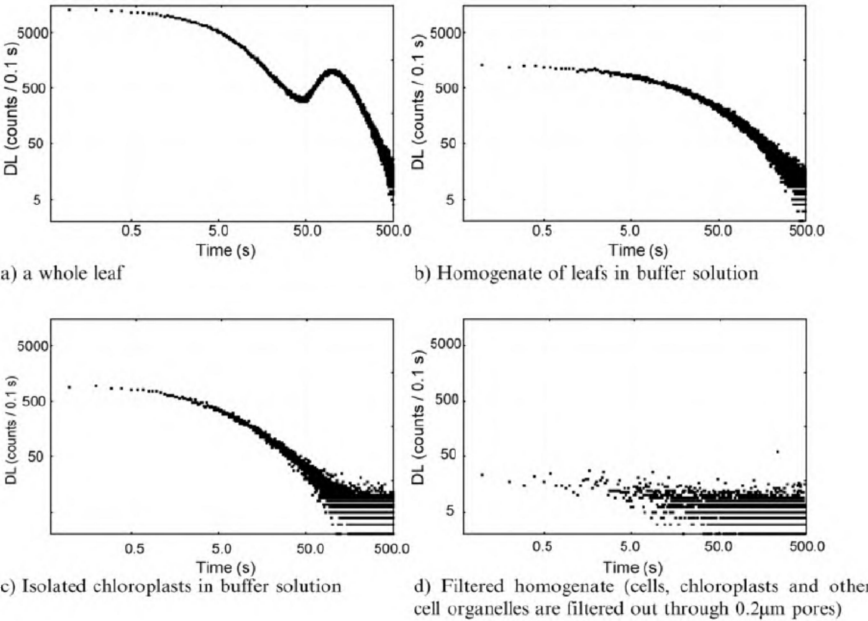 DL (counts / 0.1 s)
5000
500
50
5
0.5 5.0 50.0 500.0
Time (s)
a) a whole leaf
DL (counts / 0.1 s)
5000
500
50
5
0.5 5.0 50.0 500.0
Time (s)
b) Homogenate of leafs in buffer solution
DL (counts / 0.1 s)
5000
500
50
0.5 5.0 50.0 500.0
Time (s)
c) Isolated chloroplasts in buffer solution
DL (counts / 0.1 s)
5000
500
50
5
0.5 5.0 50.0 500.0
Time (s)
d) Filtered homogenate (cells, chloroplasts and other
cell organelles are filtered out through 0.2μm pores)